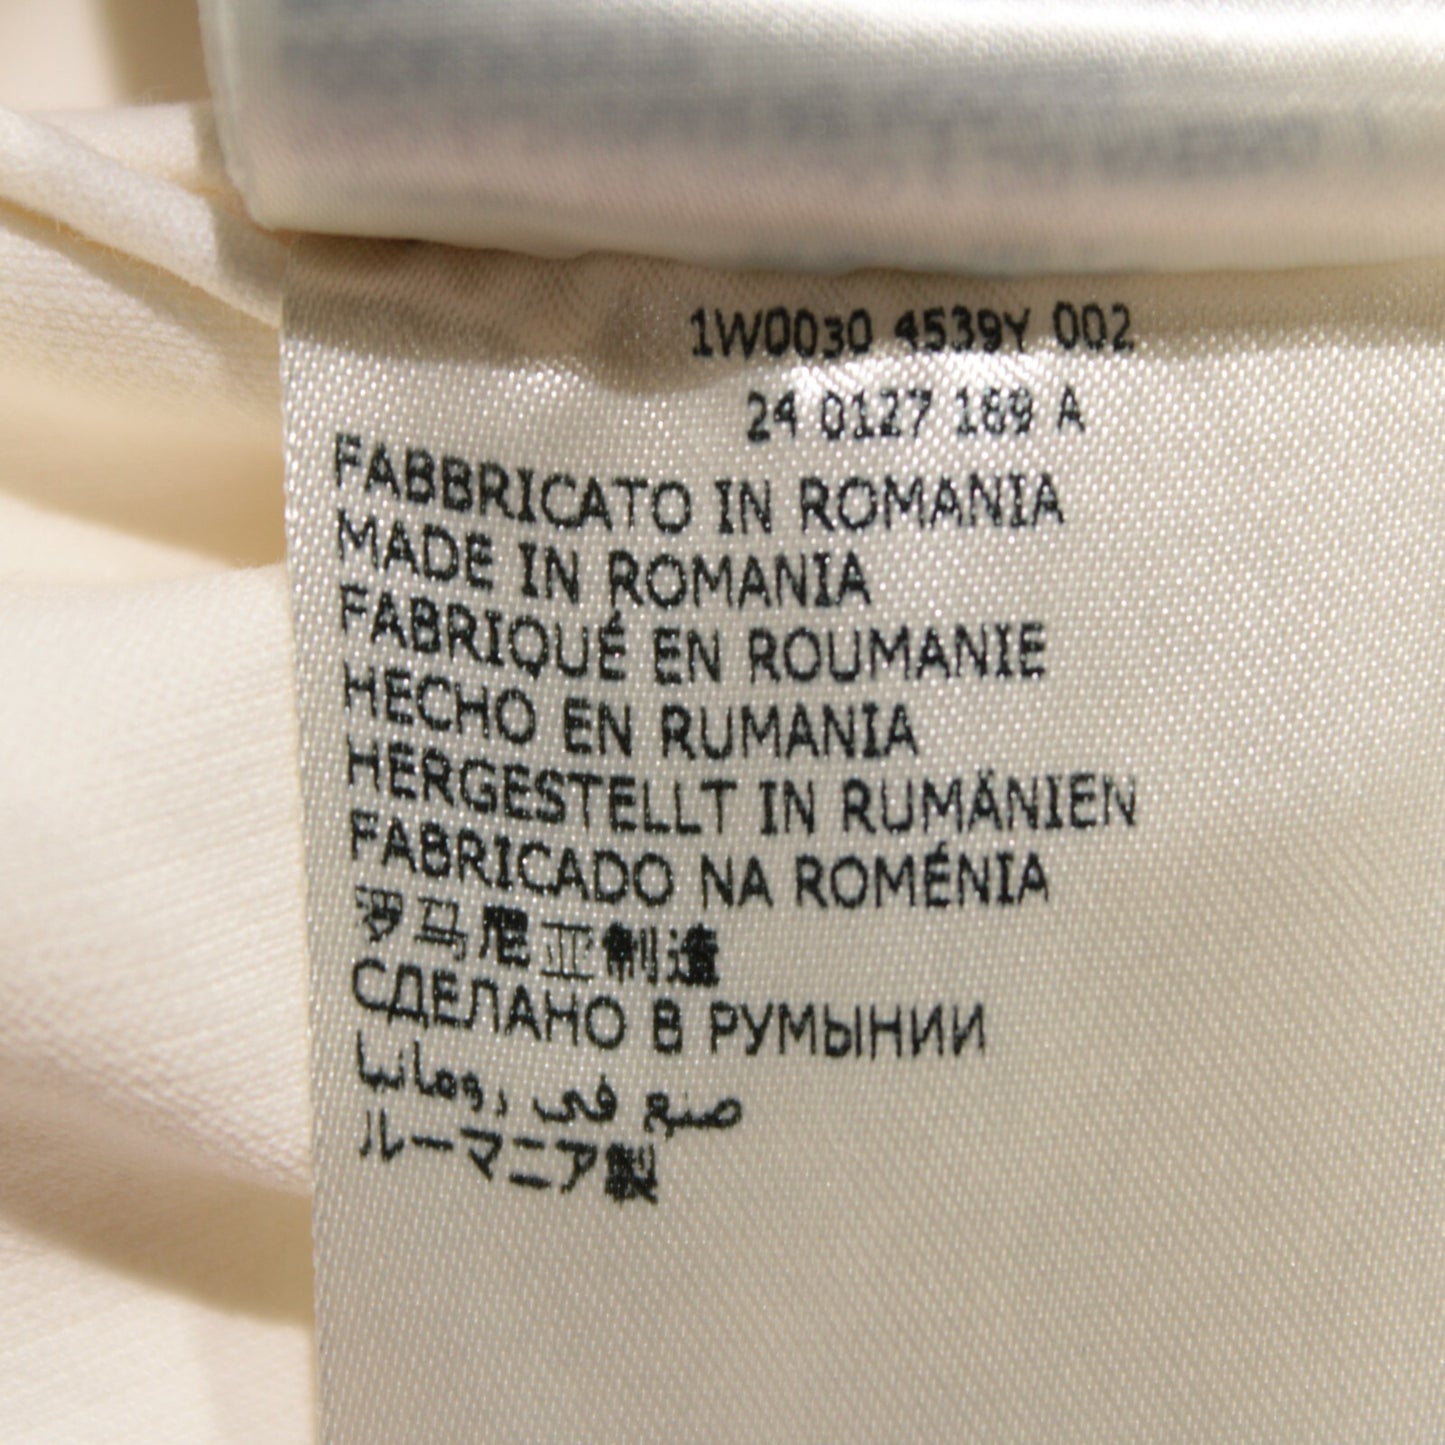 1W0030 4539Y 002
24 0127 169 A
FABBRICATO IN ROMANIA
MADE IN ROMANIA
FABRIQUÉ EN ROUMANIE
HECHO EN RUMANIA
HERGESTELLT IN RUMÄNIEN
FABRICADO NA ROMÉNIA
罗马尼亚制造
СДЕЛАНО В РУМЫНИИ
صنع في رومانيا
ルーマニア製